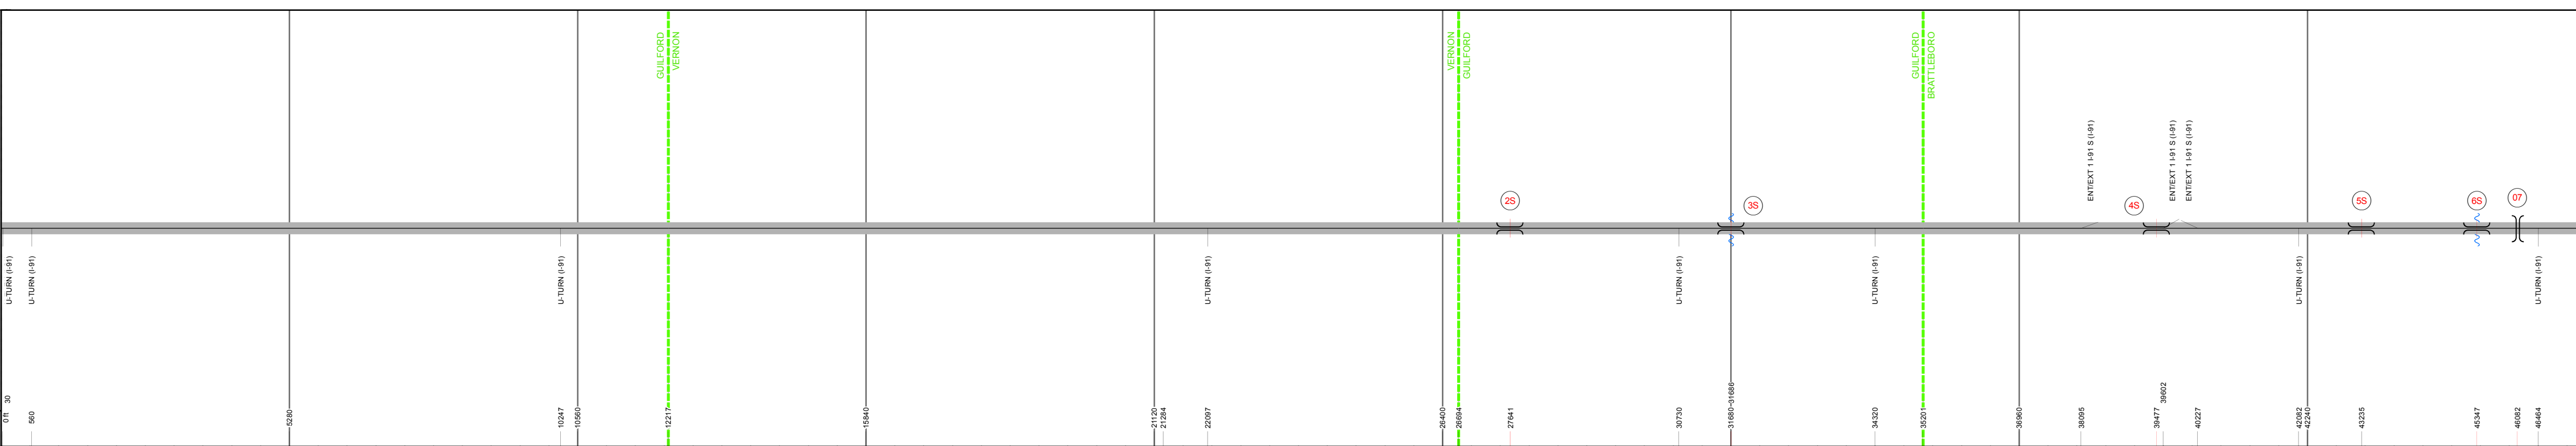 GUILFORD
VERNON
VERNON
GUILFORD
GUILFORD
BRATTLEBORO
ENT/EXT 1 I-91 S (I-91)
ENT/EXT 1 I-91 S (I-91)
ENT/EXT 1 I-91 S (I-91)
2S
3S
4S
5S
6S
07
U-TURN (I-91)
U-TURN (I-91)
U-TURN (I-91)
U-TURN (I-91)
U-TURN (I-91)
U-TURN (I-91)
U-TURN (I-91)
U-TURN (I-91)
0 ft
30
560
5280
10247
10560
12217
15840
21120
21284
22097
26400
26694
27641
30730
31680
31686
34320
35201
36960
38095
39477
39602
40227
42082
42240
43235
45347
46082
46464